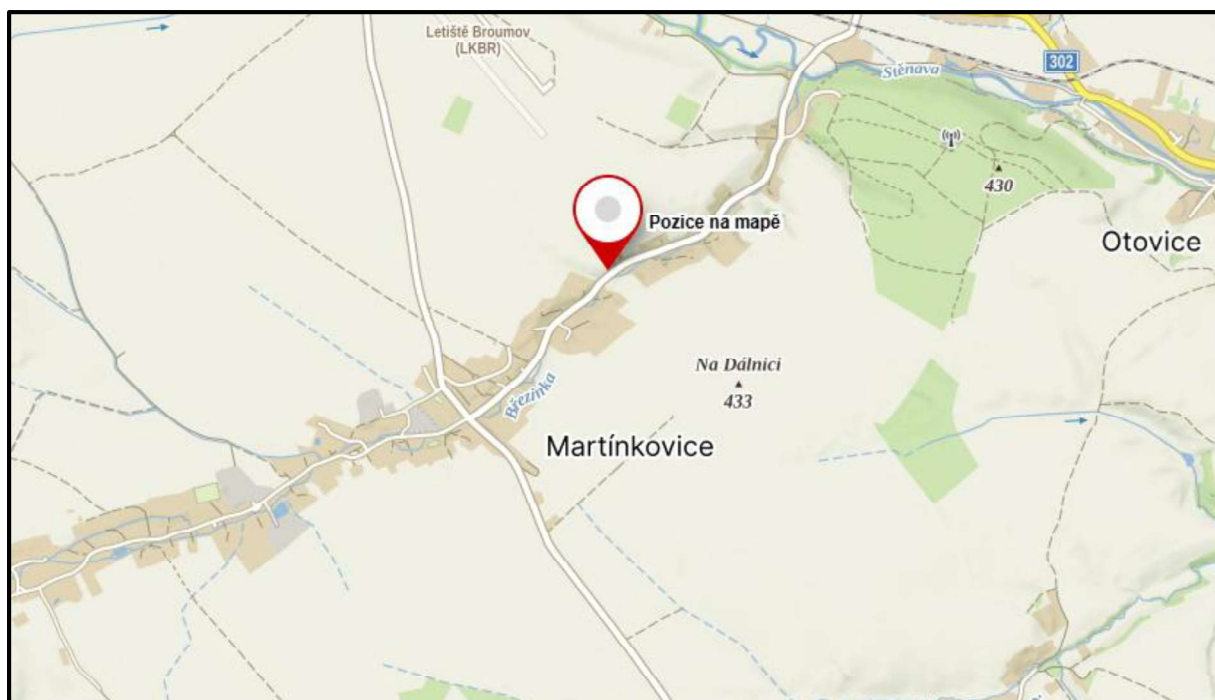 Letiště Broumov
(LKBR)
302
Stěnava
430
Pozice na mapě
Otovice
Na Dálnici
433
Březinka
Martínkovice